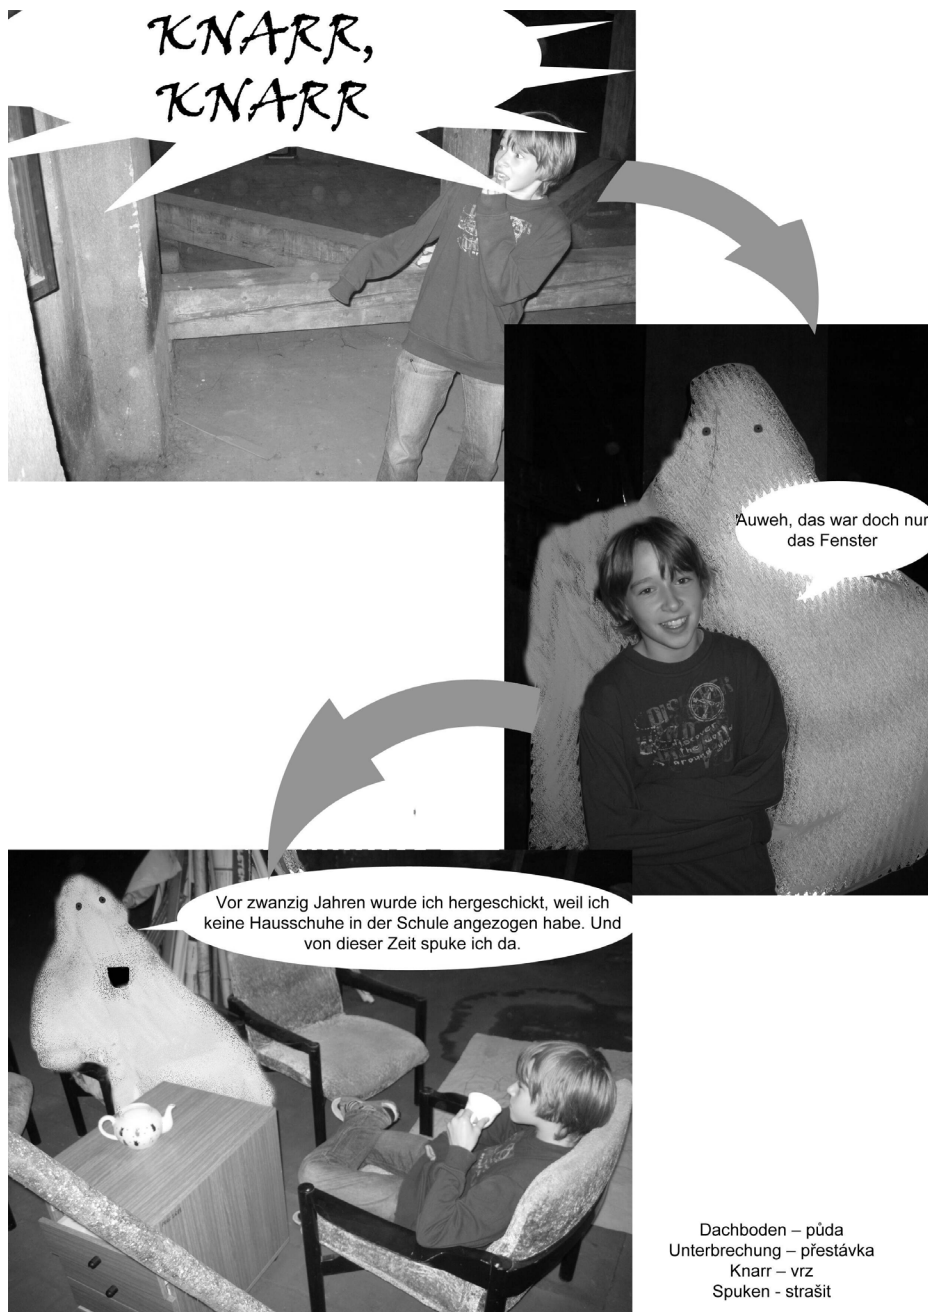 KNARR,
KNARR
Auweh, das war doch nur
das Fenster
Vor zwanzig Jahren wurde ich hergeschickt, weil ich
keine Hausschuhe in der Schule angezogen habe. Und
von dieser Zeit spuke ich da.
Dachboden – půda
Unterbrechung – přestávka
Knarr – vrz
Spuken - strašit